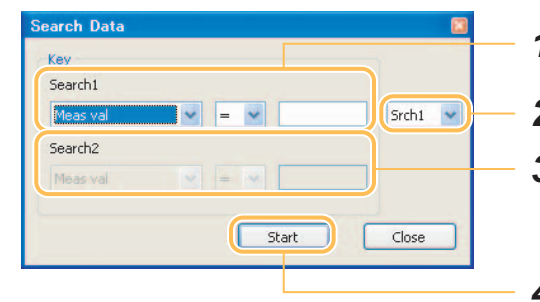 Search Data
Key
Search1
Meas val = Srch1
Search2
Meas val =
Start Close
1
2
3
4